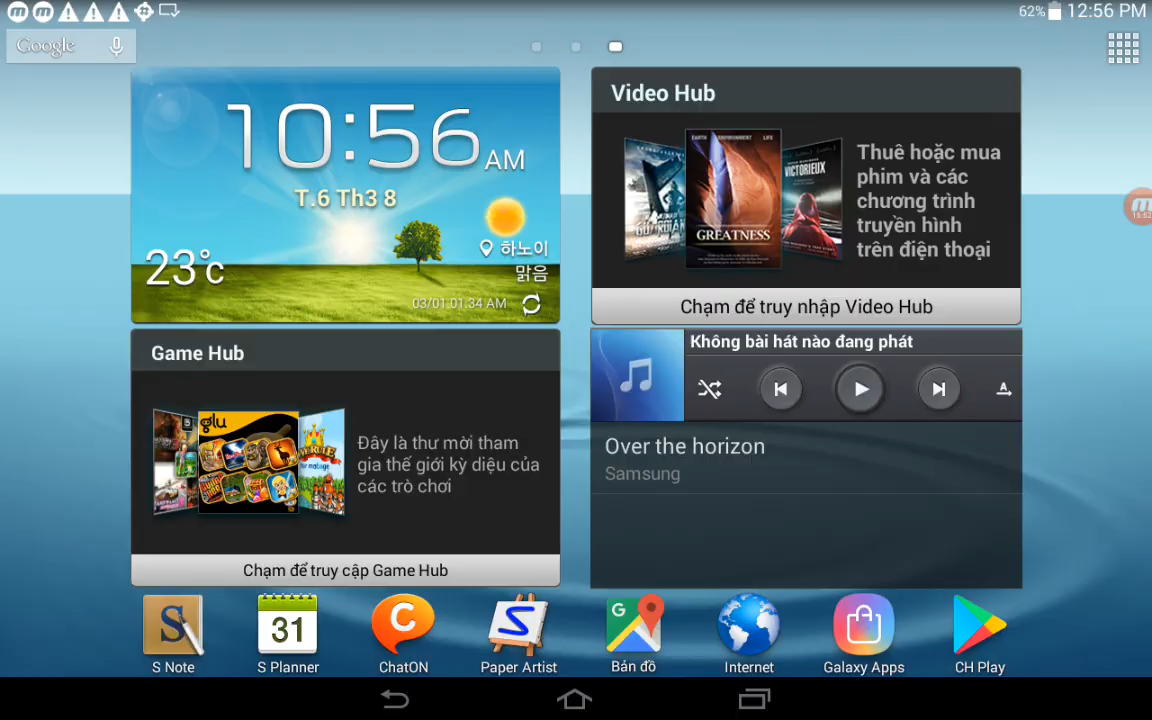 62% 12:56 PM
Google
10:56 AM
T.6 Th3 8
23°c
하노이
맑음
03/01 01:34 AM
Video Hub
EARTH ENVIRONMENT LIFE
GREATNESS
VICTORIEUX
Thuê hoặc mua
phim và các
chương trình
truyền hình
trên điện thoại
Chạm để truy nhập Video Hub
Game Hub
glu
Đây là thư mời tham
gia thế giới kỳ diệu của
các trò chơi
Chạm để truy cập Game Hub
Không bài hát nào đang phát
A
Over the horizon
Samsung
31
G
S Note
S Planner
ChatON
Paper Artist
Bản đồ
Internet
Galaxy Apps
CH Play